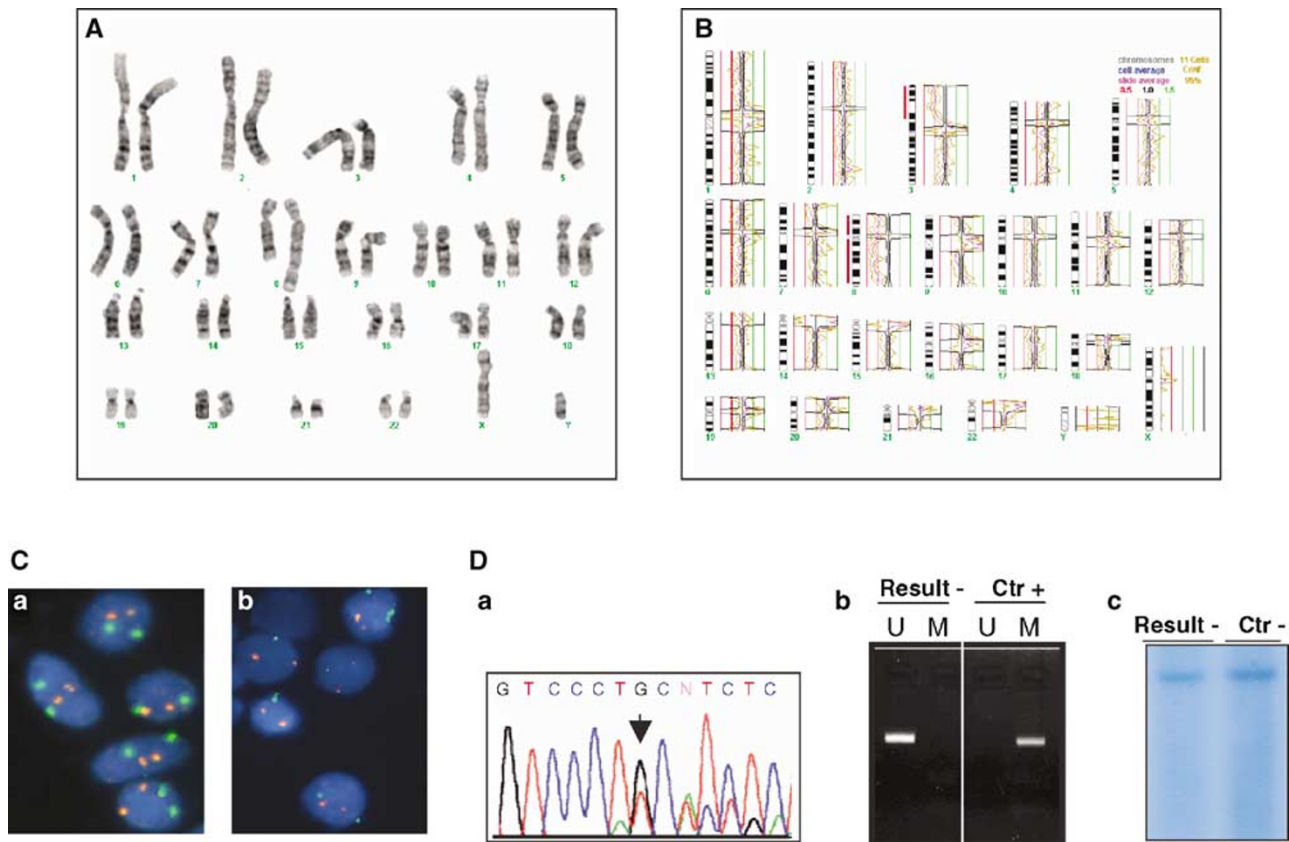 A
1 2 3 4 5
6 7 8 9 10 11 12
13 14 15 16 17 18
19 20 21 22 X Y
B
chromosomes 11 Cells
cell average Conf.
slide average 95%
0.5 1.0 1.5
1 2 3 4 5
6 7 8 9 10 11 12
13 14 15 16 17 18
19 20 21 22 Y X
C
a
b
D
a
G T C C C T G C N T C T C
b
Result - Ctr +
U M U M
c
Result - Ctr -